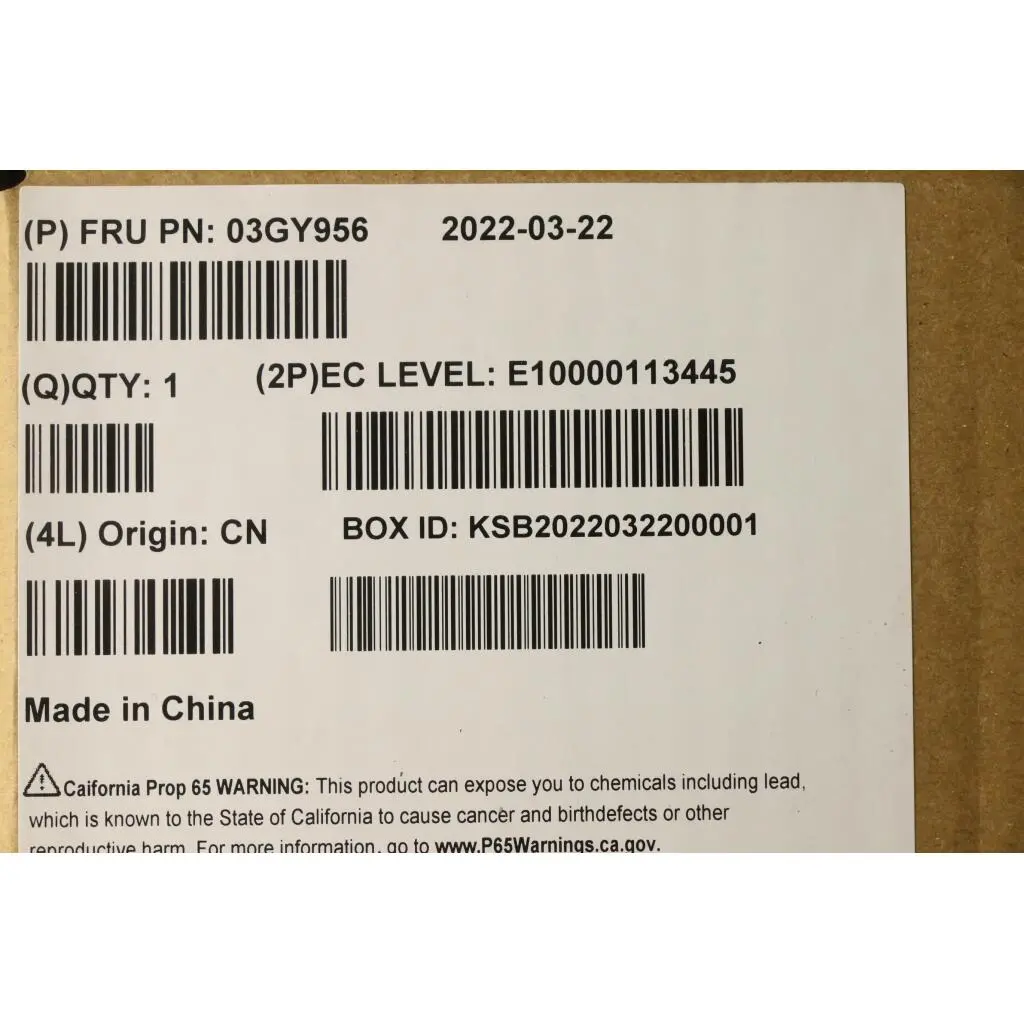 (P) FRU PN: 03GY956 2022-03-22
(Q)QTY: 1 (2P)EC LEVEL: E10000113445
(4L) Origin: CN BOX ID: KSB2022032200001
Made in China
Caifornia Prop 65 WARNING: This product can expose you to chemicals including lead,
which is known to the State of California to cause cancer and birthdefects or other
reproductive harm. For more information, go to www.P65Warnings.ca.gov.